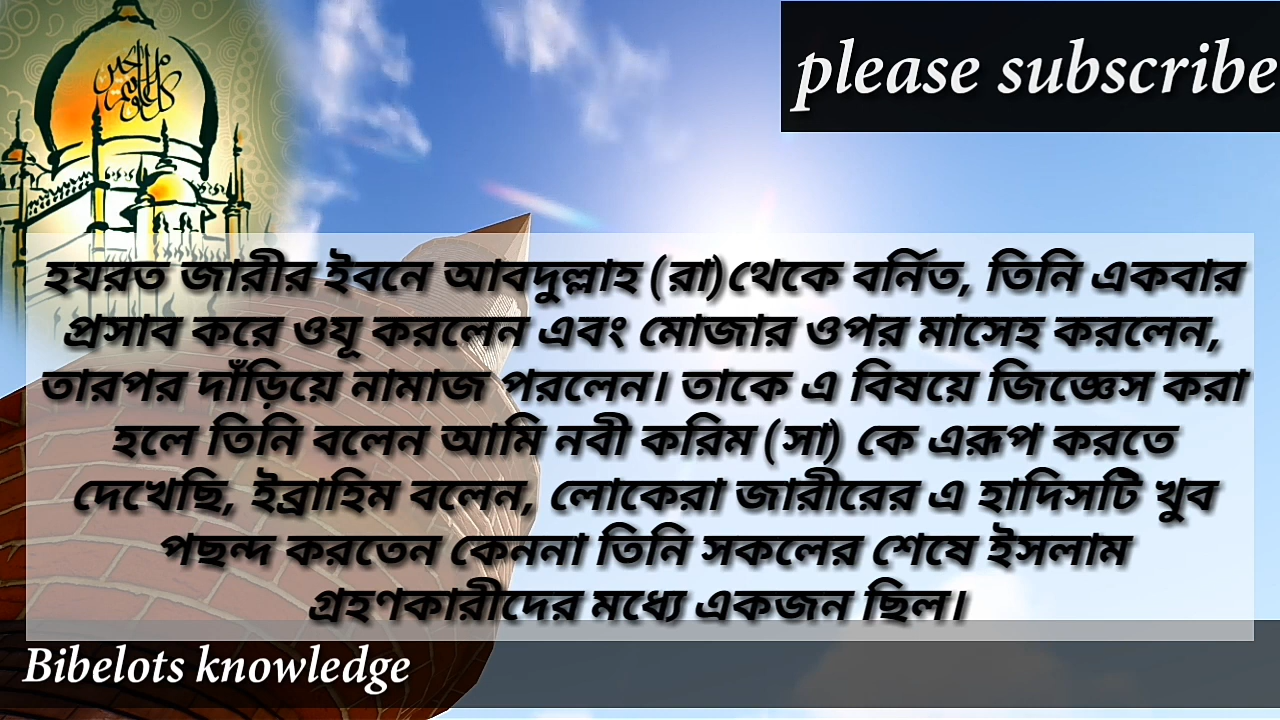 please subscribe
হযরত জারীর ইবনে আবদুল্লাহ (রা)থেকে বর্নিত, তিনি একবার
প্রসাব করে ওযূ করলেন এবং মোজার ওপর মাসেহ করলেন,
তারপর দাঁড়িয়ে নামাজ পরলেন। তাকে এ বিষয়ে জিজ্ঞেস করা
হলে তিনি বলেন আমি নবী করিম (সা) কে এরূপ করতে
দেখেছি, ইব্রাহিম বলেন, লোকেরা জারীরের এ হাদিসটি খুব
পছন্দ করতেন কেননা তিনি সকলের শেষে ইসলাম
গ্রহণকারীদের মধ্যে একজন ছিল।
Bibelots knowledge